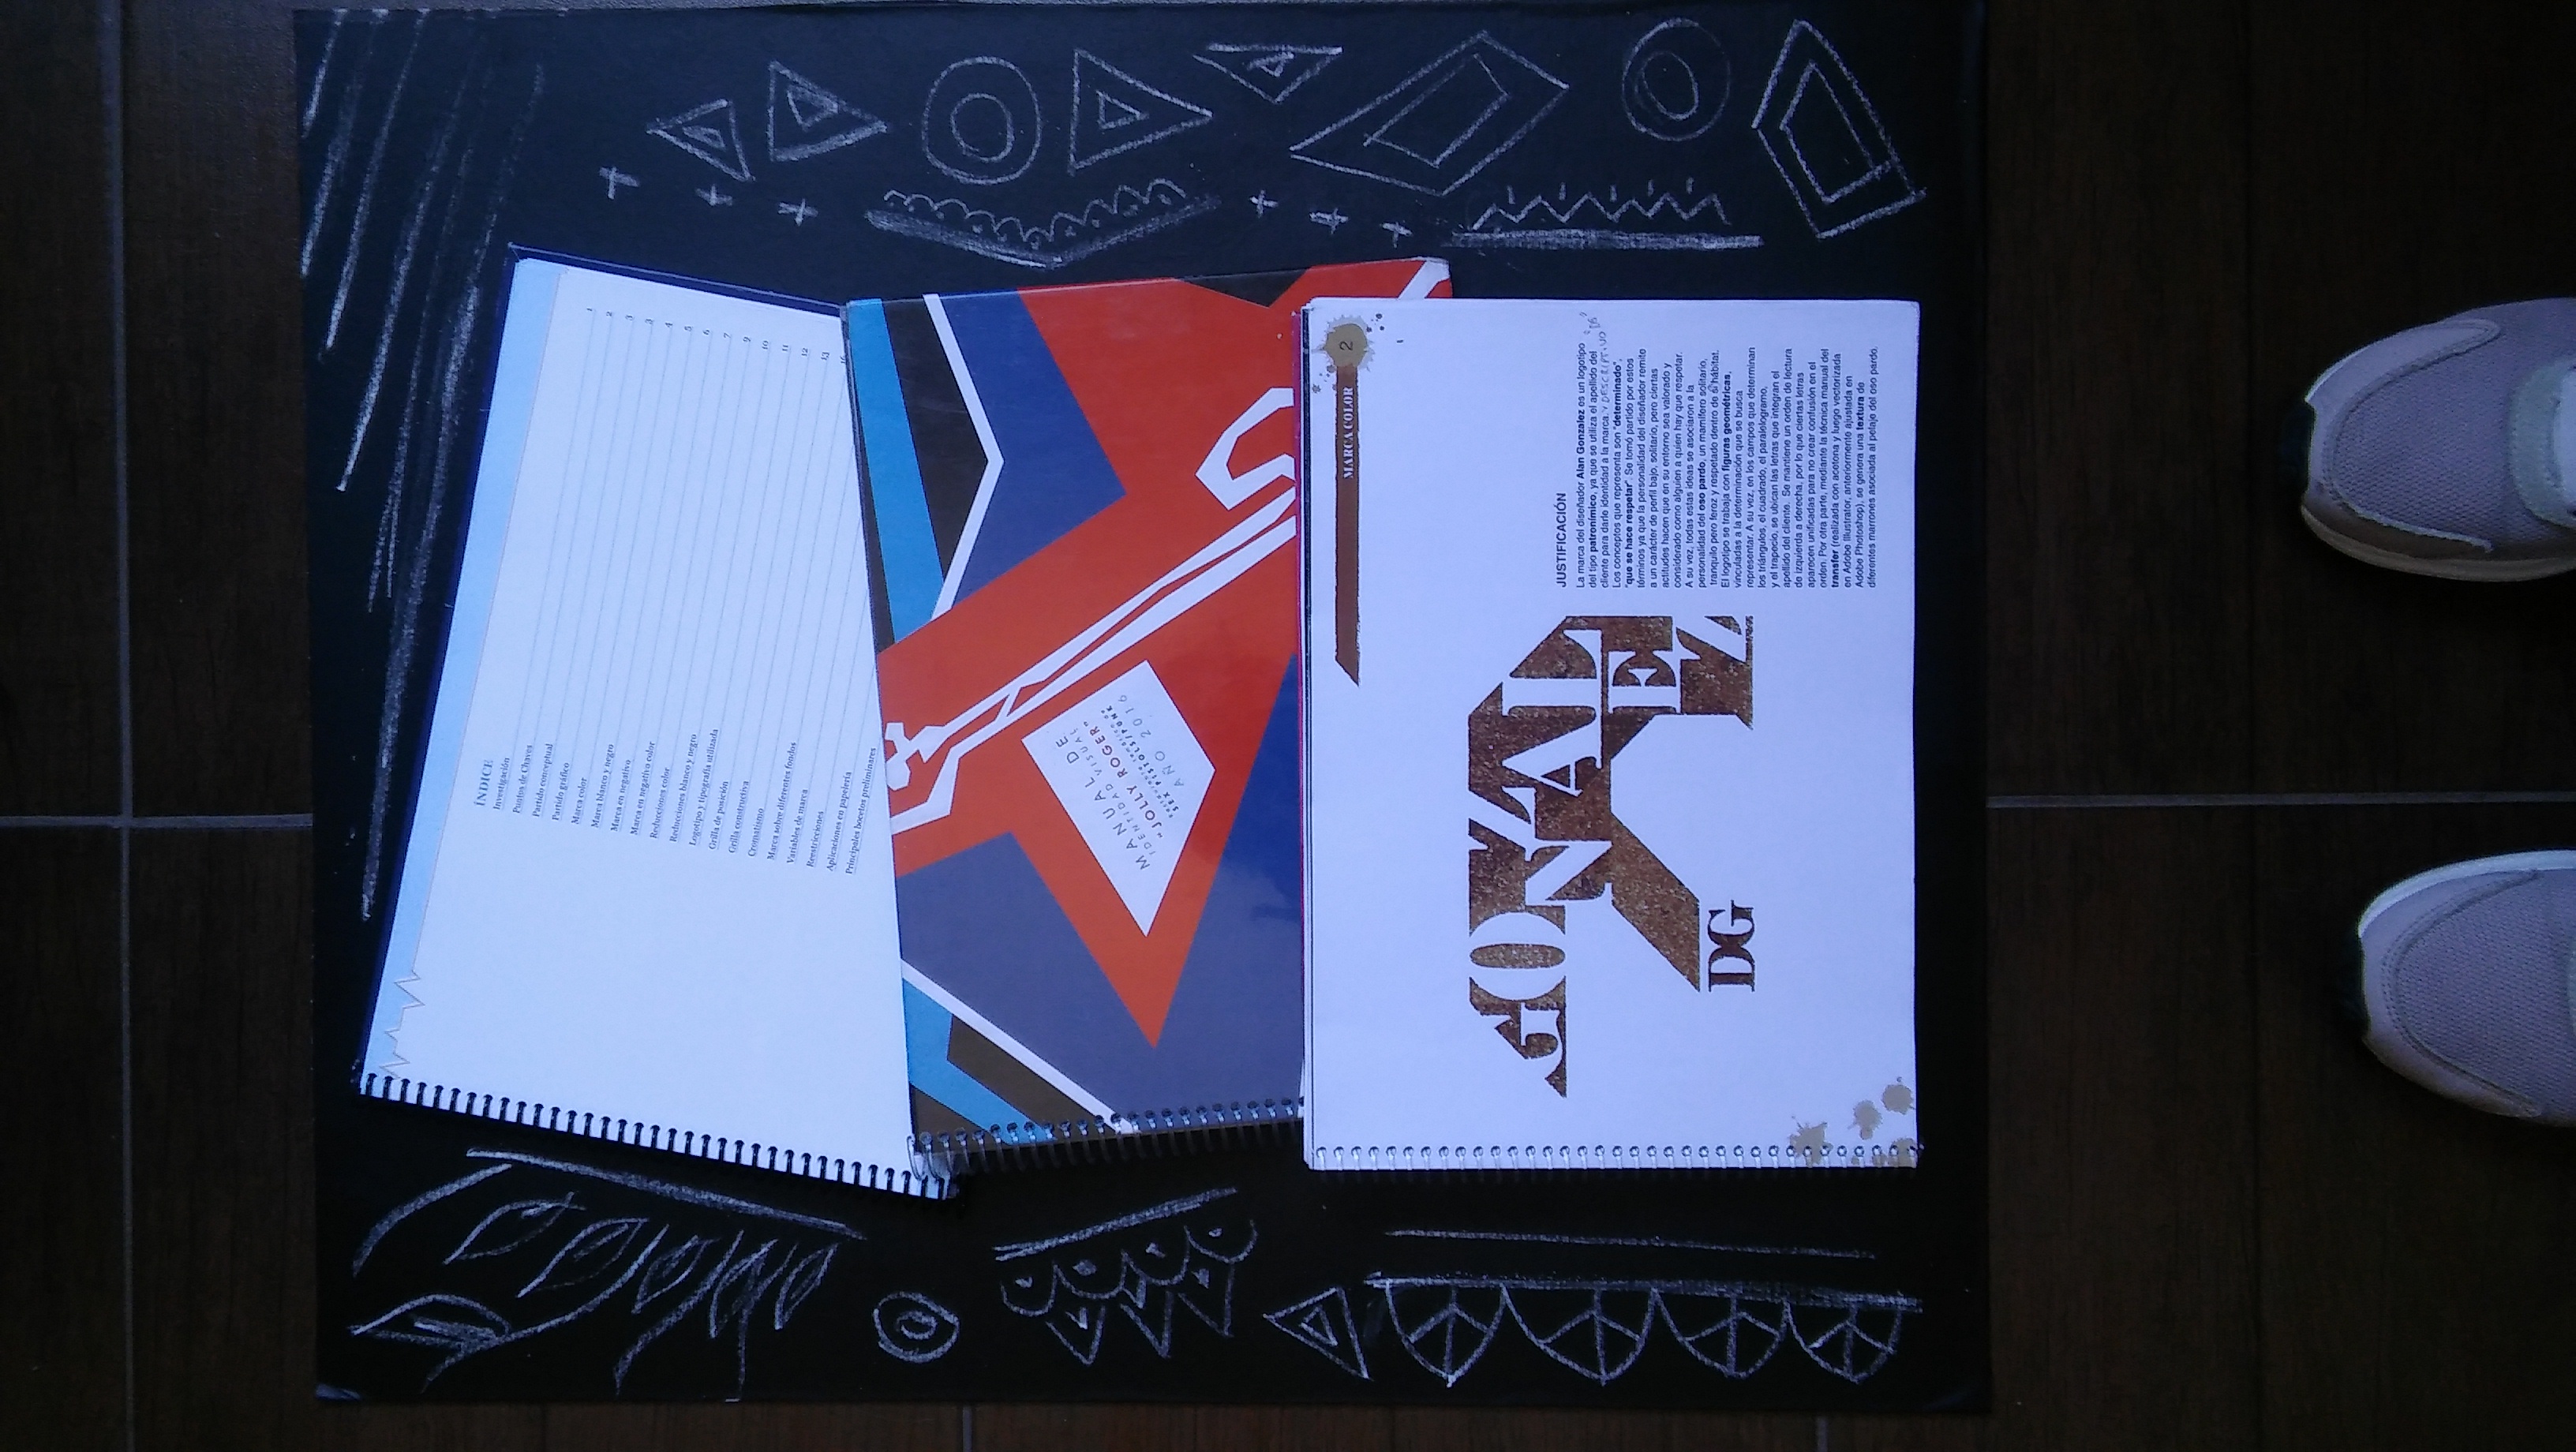 ÍNDICE
Investigación 1
Puntos de Chaves 2
Partido conceptual 3
Partido gráfico 3
Marca color 4
Marca blanco y negro 5
Marca en negativo 6
Marca en negativo color 7
Reducciones color 9
Reducciones blanco y negro 10
Logotipo y tipografía utilizada 11
Grilla de posición 12
Grilla constructiva 13
Cromatismo 16
Marca sobre diferentes fondos
Variables de marca
Reestricciones
Aplicaciones en papelería
Principales bocetos preliminares
MANUAL DE
IDENTIDAD VISUAL
"JOLLY ROGER"
Restaurante temático de
SEX PISTOLS/PUNK
AÑO 2016
MARCA COLOR 2
GONZALEZ
DG
JUSTIFICACIÓN
La marca del diseñador Alan Gonzalez es un logotipo
del tipo patronímico, ya que se utiliza el apellido del
cliente para darle identidad a la marca. Y DESCRIPTIVO "DG"
Los conceptos que representa son "determinado",
"que se hace respetar". Se tomó partido por estos
términos ya que la personalidad del diseñador remite
a un carácter de perfil bajo, solitario, pero ciertas
actitudes hacen que en su entorno sea valorado y
considerado como alguien a quien hay que respetar.
A su vez, todas estas ideas se asociaron a la
personalidad del oso pardo, un mamífero solitario,
tranquilo pero feroz y respetado dentro de si hábitat.
El logotipo se trabaja con figuras geométricas,
vinculadas a la determinación que se busca
representar. A su vez, en los campos que determinan
los triángulos, el cuadrado, el paralelogramo,
y el trapecio, se ubican las letras que integran el
apellido del cliente. Se mantiene un orden de lectura
de izquierda a derecha, por lo que ciertas letras
aparecen unificadas para no crear confusión en el
orden. Por otra parte, mediante la técnica manual del
transfer (realizada con acetona y luego vectorizada
en Adobe Illustrator, anteriormente ajustada en
Adobe Photoshop), se genera una textura de
diferentes marrones asociada al pelaje del oso pardo.